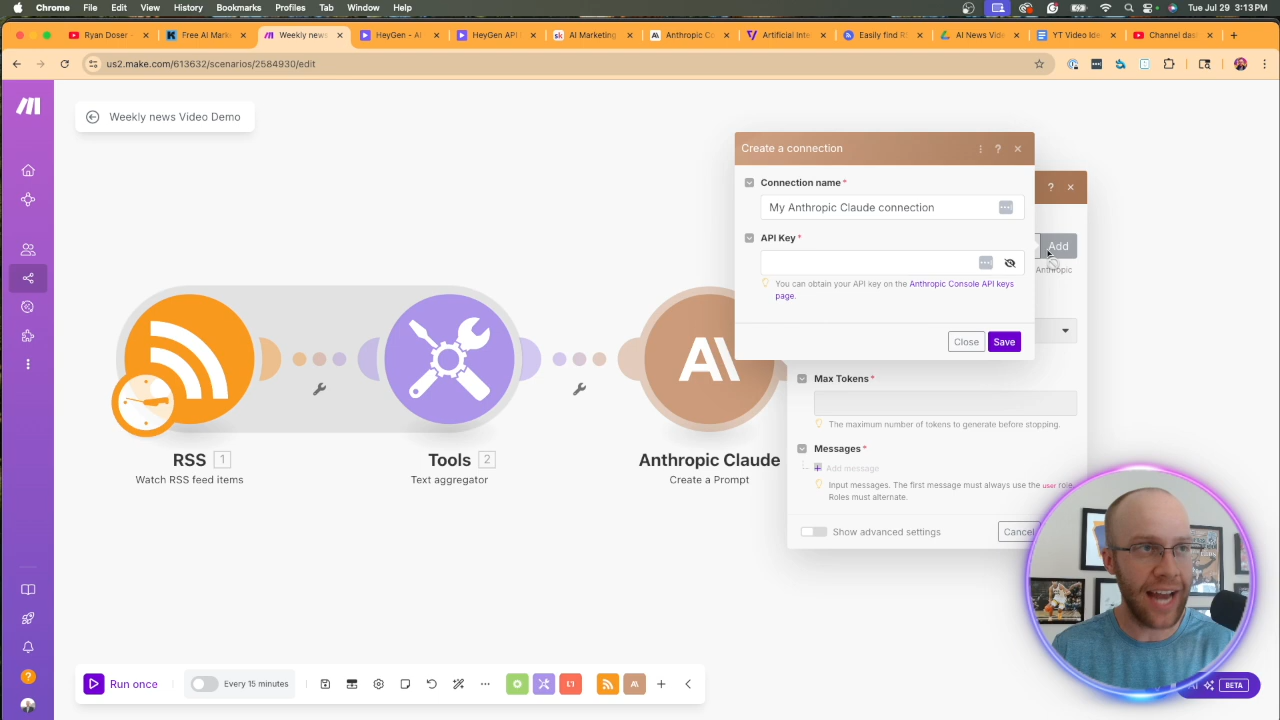 Chrome File Edit View History Bookmarks Profiles Tab Window Help
Tue Jul 29 3:13PM
Ryan Doser -
Free AI Mark
Weekly news
HeyGen - AI
HeyGen API
AI Marketing
Anthropic Co
Artificial Inte
Easily find R
AI News Vid
YT Video Ide
Channel das
us2.make.com/613632/scenarios/2584930/edit
Weekly news Video Demo
Create a connection
?
Connection name *
My Anthropic Claude connection
API Key *
Add
Anthropic
You can obtain your API key on the Anthropic Console API keys
page.
Close
Save
Max Tokens *
The maximum number of tokens to generate before stopping.
Messages *
Add message
Input messages. The first message must always use the user role.
Roles must alternate.
Show advanced settings
Cancel
RSS 1
Watch RSS feed items
Tools 2
Text aggregator
Anthropic Claude
Create a Prompt
Run once
Every 15 minutes
AI
BETA